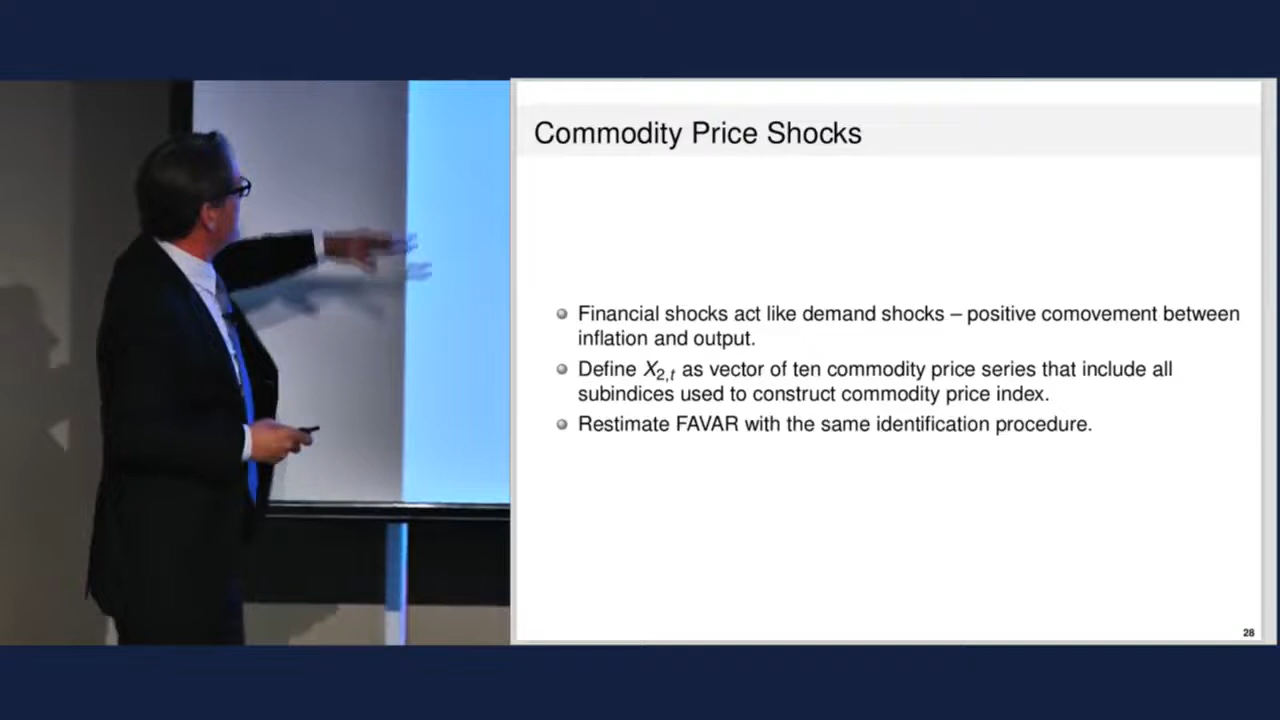 Commodity Price Shocks
Financial shocks act like demand shocks – positive comovement between
inflation and output.
Define X2,t as vector of ten commodity price series that include all
subindices used to construct commodity price index.
Restimate FAVAR with the same identification procedure.
28